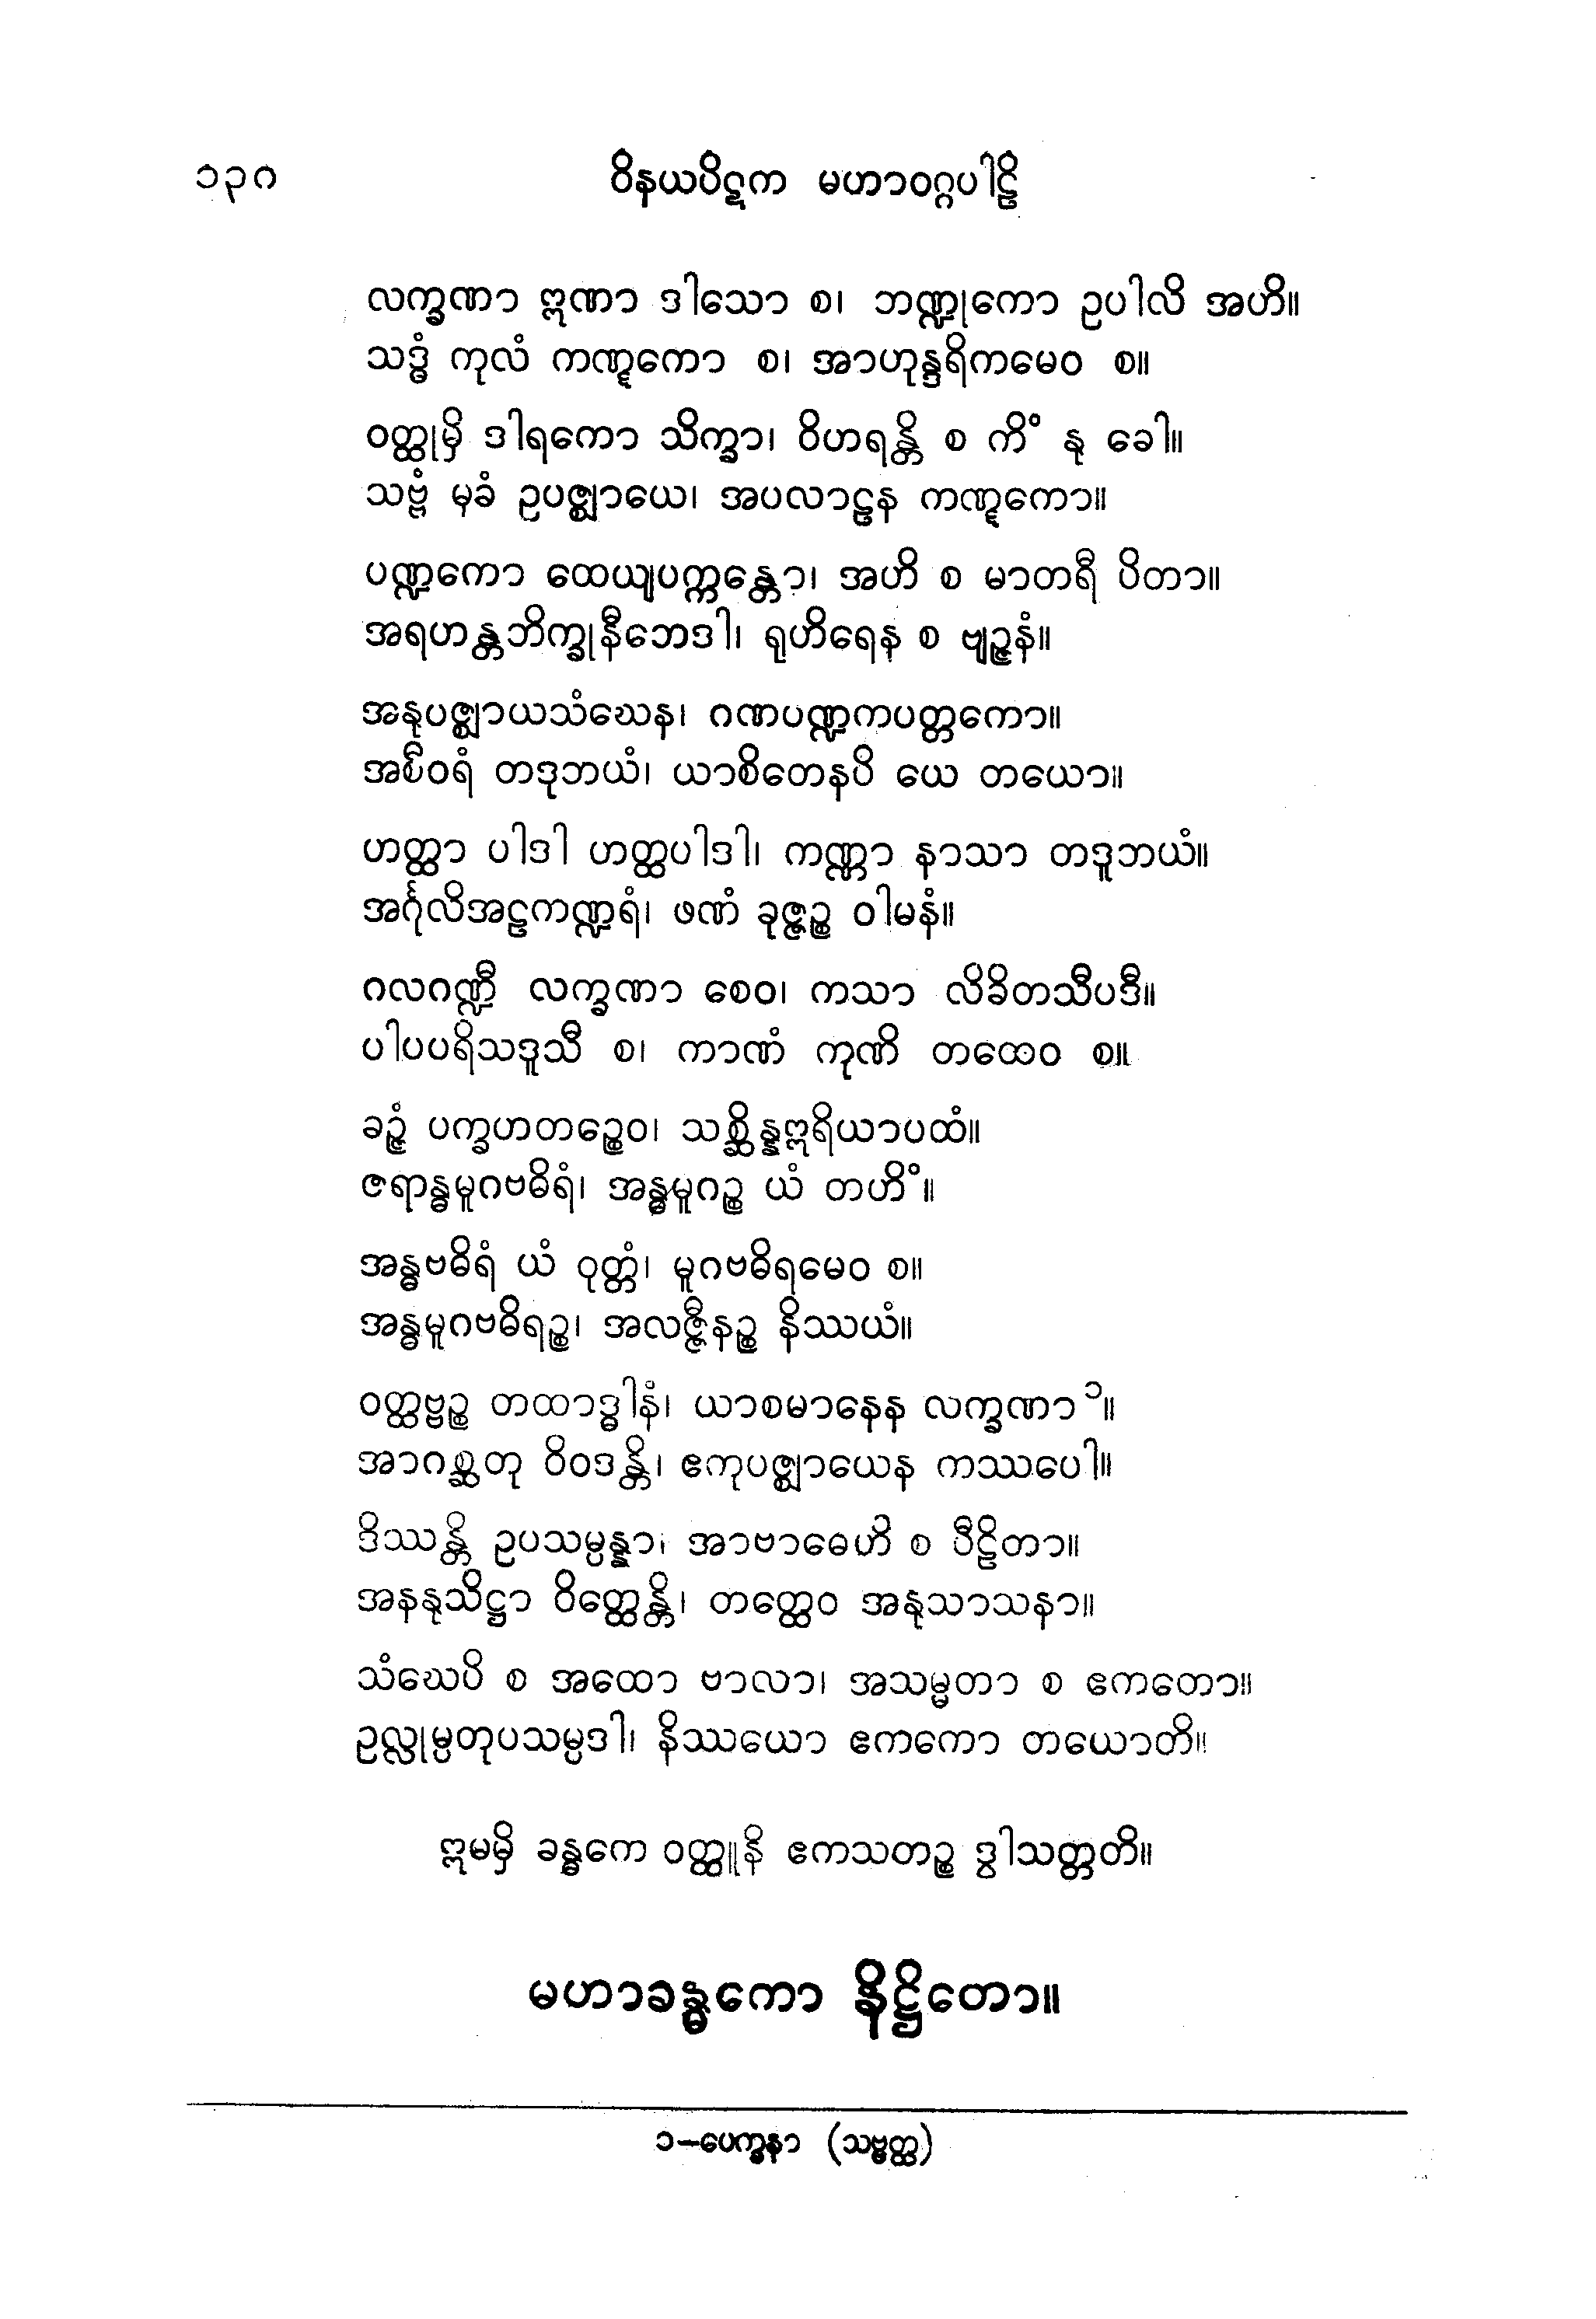 ၁၃၀ ဝိနယပိဋက မဟာဝဂ္ဂပါဠိ
လက္ခဏာ ဣဏာ ဒါသော စ၊ ဘဏ္ဍုကော ဥပါလိ အဟိ။
သဒ္ဓံ ကုလံ ကဏ္ဋကော စ၊ အာဟုန္ဒရိကမေဝ စ။
ဝတ္ထုမှိ ဒါရကော သိက္ခာ၊ ဝိဟရန္တိ စ ကိံ နု ခေါ။
သဗ္ဗံ မုခံ ဥပဇ္ဈာယေ၊ အပလာဠန ကဏ္ဋကော။
ပဏ္ဍကော ထေယျပက္ကန္တော၊ အဟိ စ မာတရီ ပိတာ။
အရဟန္တဘိက္ခုနီဘေဒါ၊ ရုဟိရေန စ ဗျဉ္ဇနံ။
အနုပဇ္ဈာယသံဃေန၊ ဂဏပဏ္ဍကပတ္တကော။
အစီဝရံ တဒုဘယံ၊ ယာစိတေနပိ ယေ တယော။
ဟတ္ထာ ပါဒါ ဟတ္ထပါဒါ၊ ကဏ္ဏာ နာသာ တဒူဘယံ။
အင်္ဂုလိအဠကဏ္ဍရံ၊ ဖဏံ ခုဇ္ဇဉ္စ ဝါမနံ။
ဂလဂဏ္ဍီ လက္ခဏာ စေဝ၊ ကသာ လိခိတသီပဒီ။
ပါပပရိသဒူသီ စ၊ ကာဏံ ကုဏိ တထေဝ စ။
ခဉ္ဇံ ပက္ခဟတဉ္စေဝ၊ သစ္ဆိန္နဣရိယာပထံ။
ဇရာန္ဓမူဂဗဓိရံ၊ အန္ဓမူဂဉ္စ ယံ တဟိံ။
အန္ဓဗဓိရံ ယံ ဝုတ္တံ၊ မူဂဗဓိရမေဝ စ။
အန္ဓမူဂဗဓိရဉ္စ၊ အလဇ္ဇီနဉ္စ နိဿယံ။
ဝတ္ထဗ္ဗဉ္စ တထာဒ္ဓါနံ၊ ယာစမာနေန လက္ခဏာ ၁။
အာဂစ္ဆတု ဝိဝဒန္တိ၊ ဧကုပဇ္ဈာယေန ကဿပေါ။
ဒိဿန္တိ ဥပသမ္ပန္နာ၊ အာဗာဓေဟိ စ ပီဠိတာ။
အနနုသိဋ္ဌာ ဝိတ္ထေန္တိ၊ တတ္ထေဝ အနုသာသနာ။
သံဃေပိ စ အထော ဗာလာ၊ အသမ္မတာ စ ဧကတော။
ဥလ္လုမ္ပတုပသမ္ပဒါ၊ နိဿယော ဧကကော တယောတိ။
ဣမမှိ ခန္ဓကေ ဝတ္ထူနိ ဧကသတဉ္စ ဒွါသတ္တတိ။
မဟာခန္ဓကော နိဋ္ဌိတော။
၁–ပေက္ခနာ (သဗ္ဗတ္ထ)